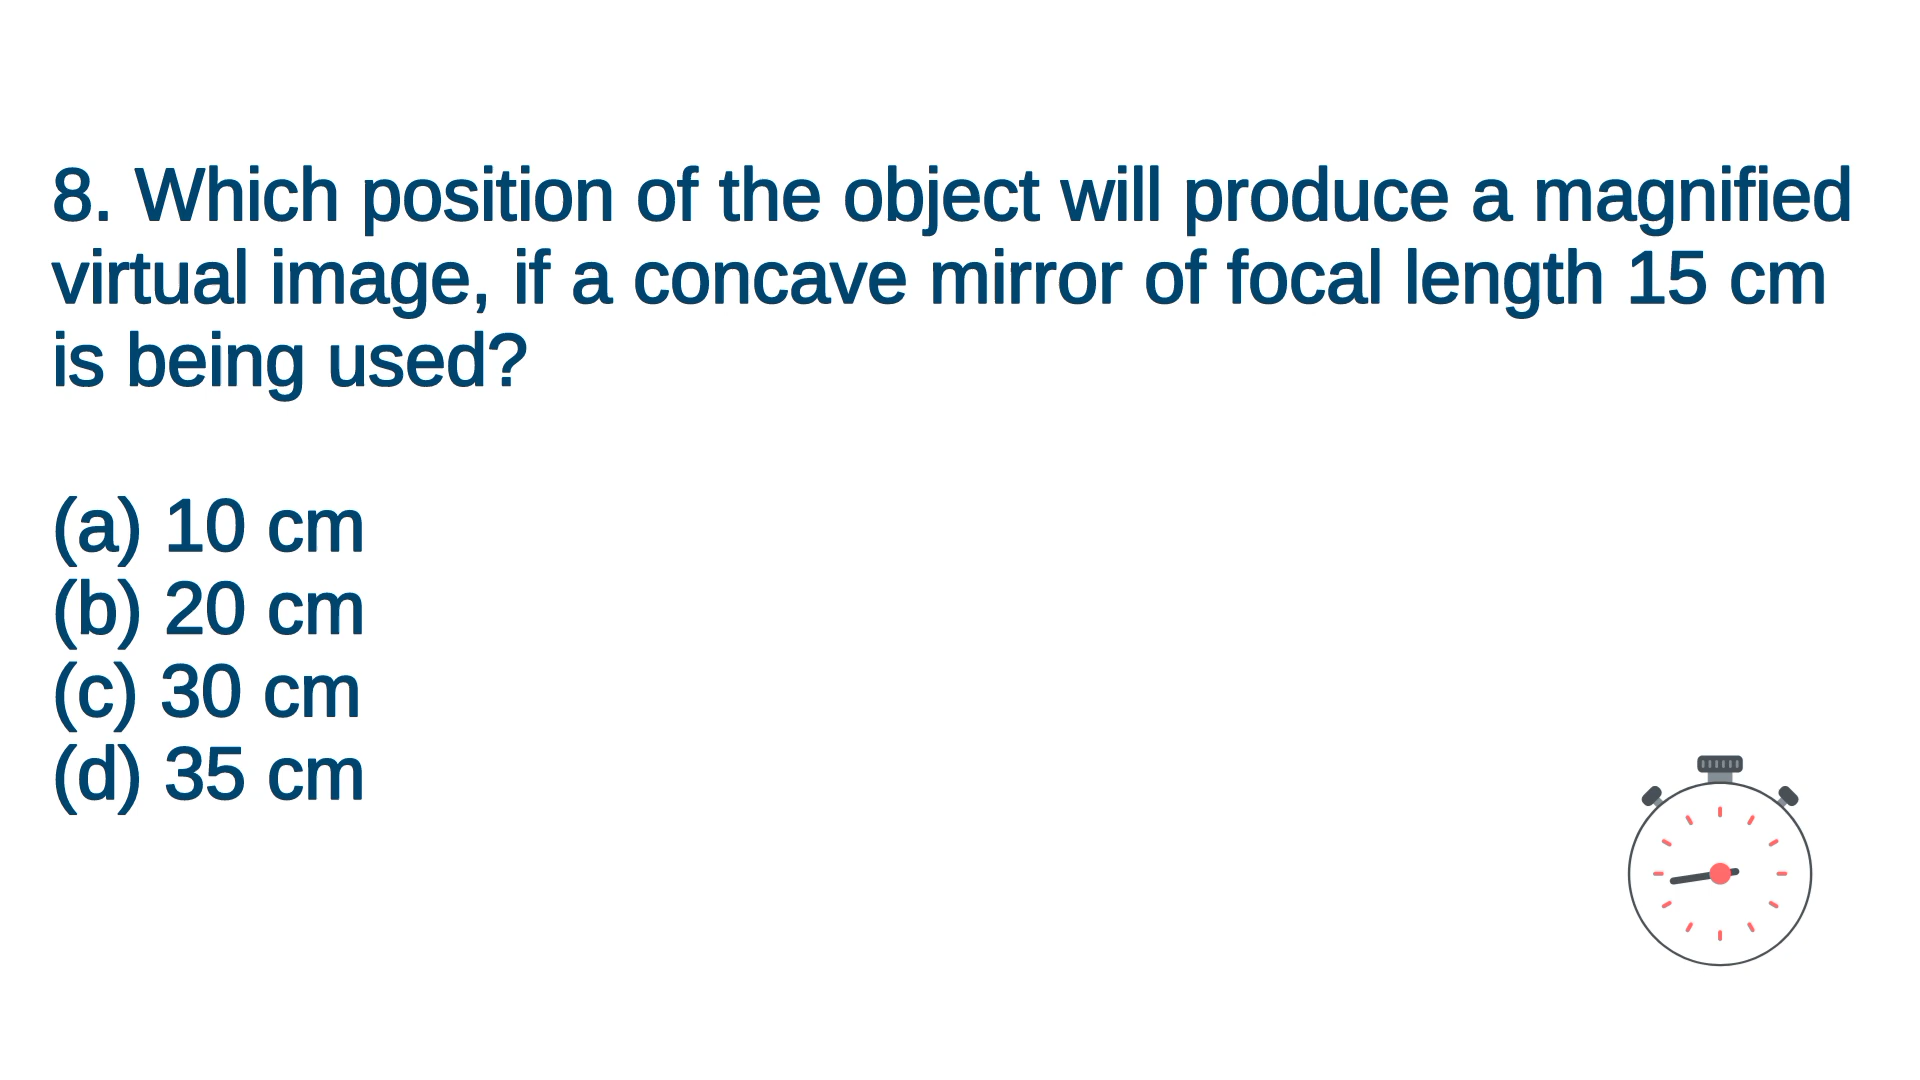 8. Which position of the object will produce a magnified
virtual image, if a concave mirror of focal length 15 cm
is being used?
(a) 10 cm
(b) 20 cm
(c) 30 cm
(d) 35 cm